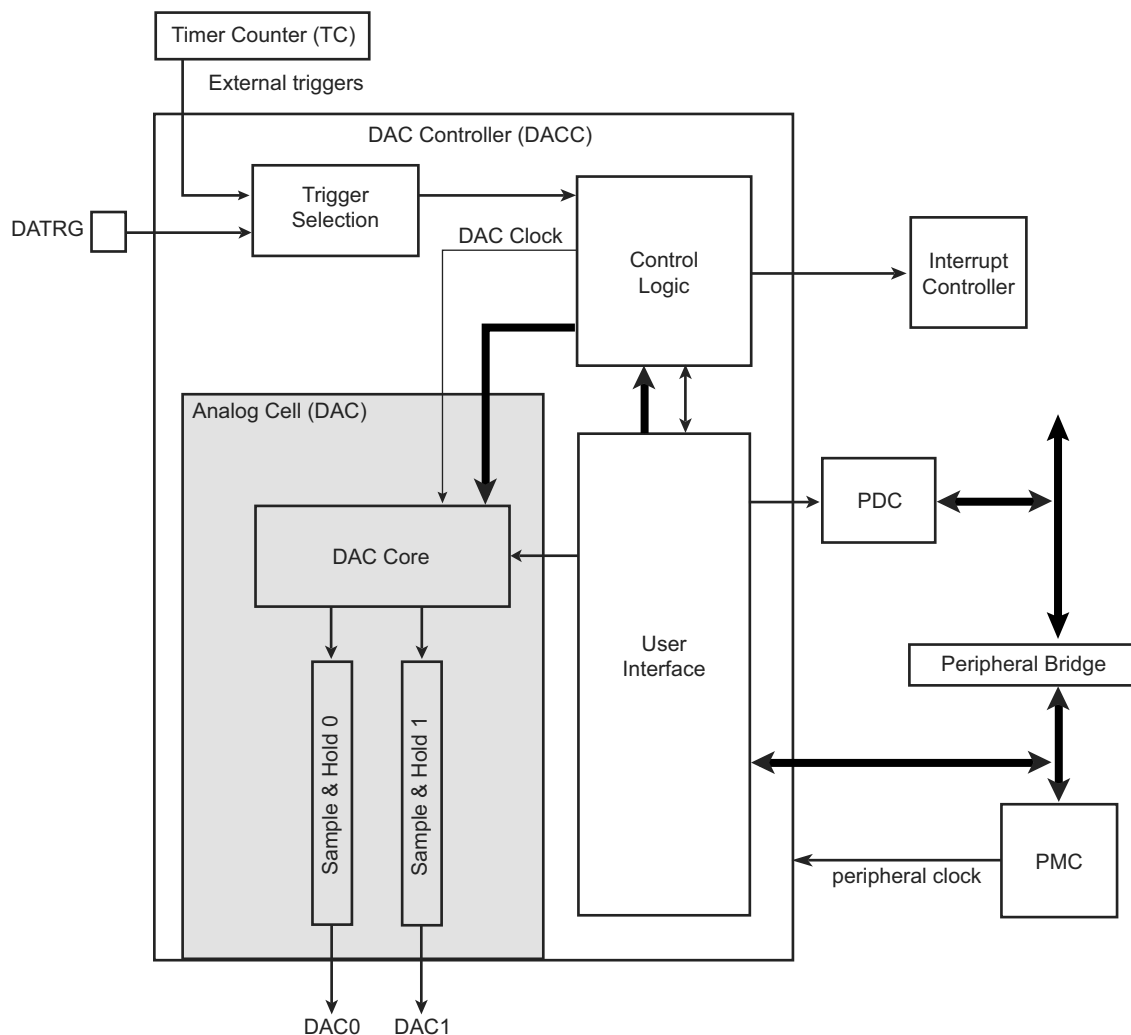 Timer Counter (TC)
External triggers
DAC Controller (DACC)
Trigger
Selection
DATRG
DAC Clock
Control
Logic
Interrupt
Controller
Analog Cell (DAC)
PDC
DAC Core
User
Interface
Peripheral Bridge
Sample & Hold 0
Sample & Hold 1
PMC
peripheral clock
DAC0
DAC1